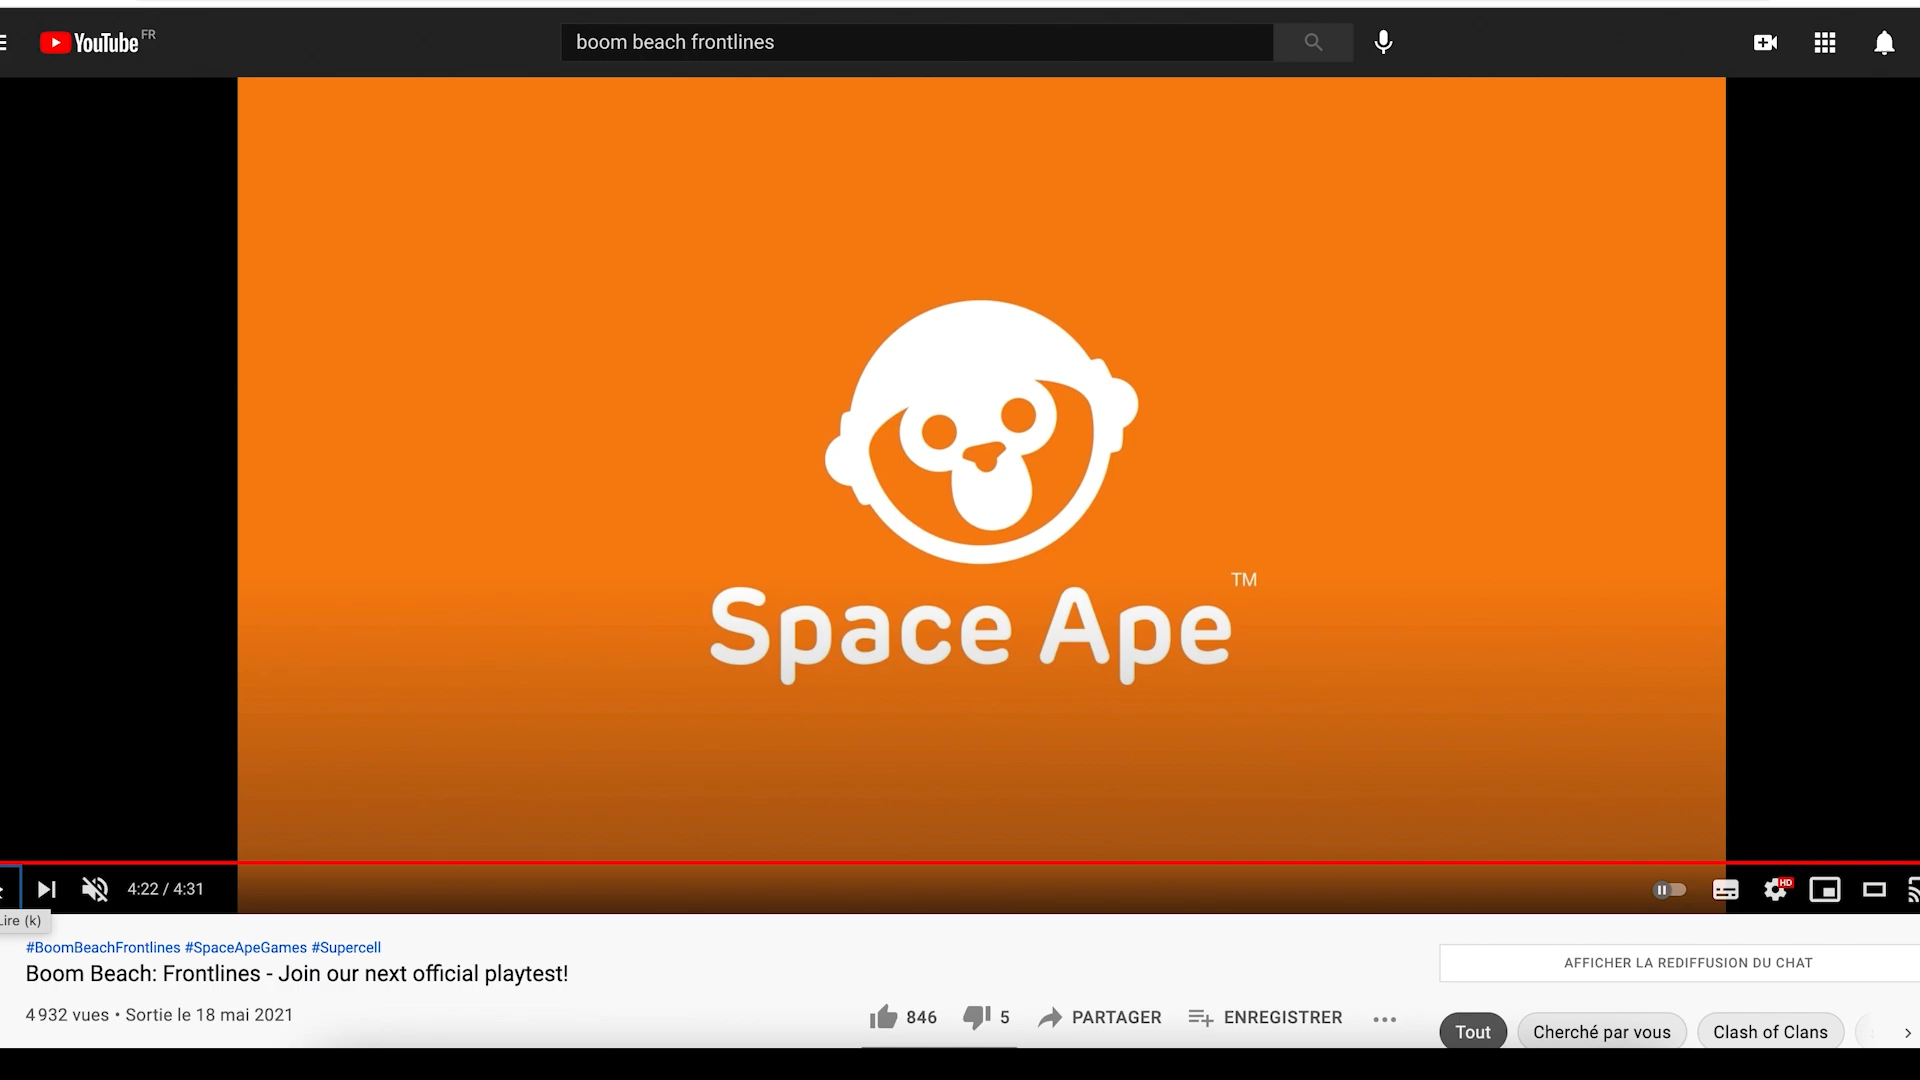 YouTube FR
boom beach frontlines
Space Ape TM
4:22 / 4:31
HD
Lire (k)
#BoomBeachFrontlines #SpaceApeGames #Supercell
Boom Beach: Frontlines - Join our next official playtest!
4 932 vues • Sortie le 18 mai 2021
846
5
PARTAGER
ENREGISTRER
AFFICHER LA REDIFFUSION DU CHAT
Tout
Cherché par vous
Clash of Clans